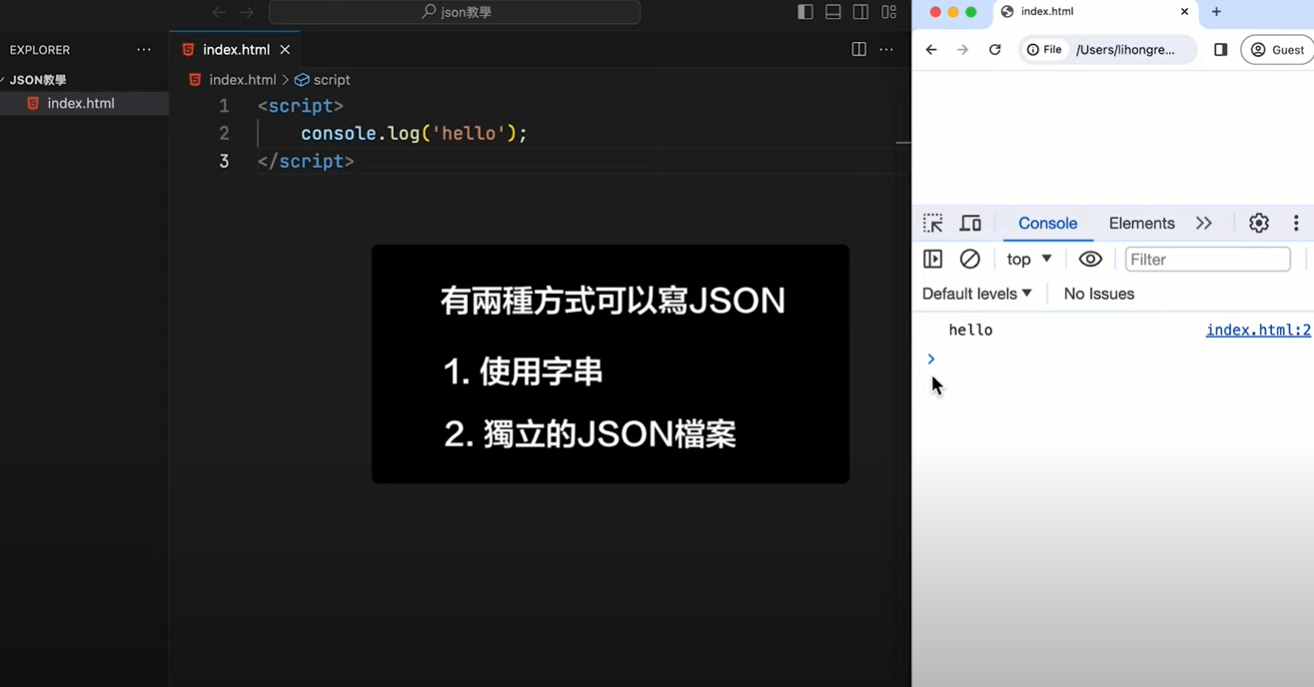 json教學
index.html
EXPLORER
index.html
File
/Users/lihongre...
Guest
JSON教學
index.html > script
index.html
1 <script>
2 console.log('hello');
3 </script>
Console
Elements
top
Filter
Default levels
No Issues
hello
index.html:2
有兩種方式可以寫JSON
1. 使用字串
2. 獨立的JSON檔案